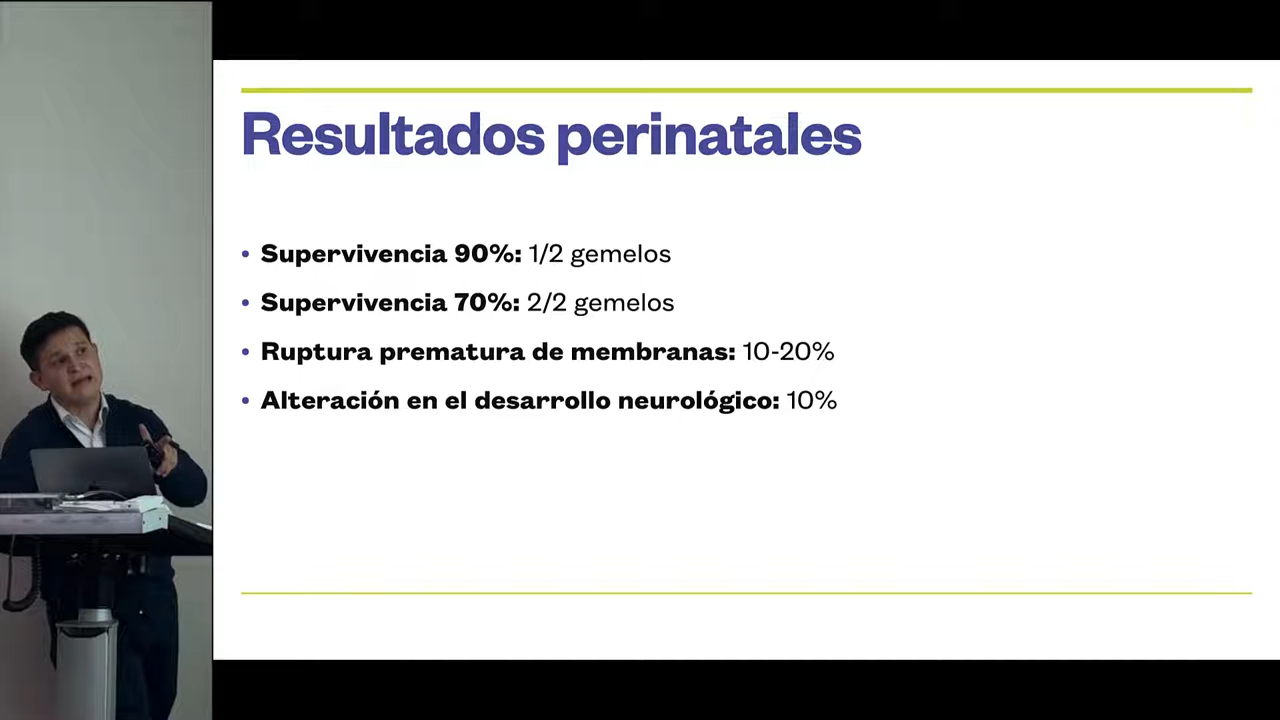 Resultados perinatales
• Supervivencia 90%: 1/2 gemelos
• Supervivencia 70%: 2/2 gemelos
• Ruptura prematura de membranas: 10-20%
• Alteración en el desarrollo neurológico: 10%